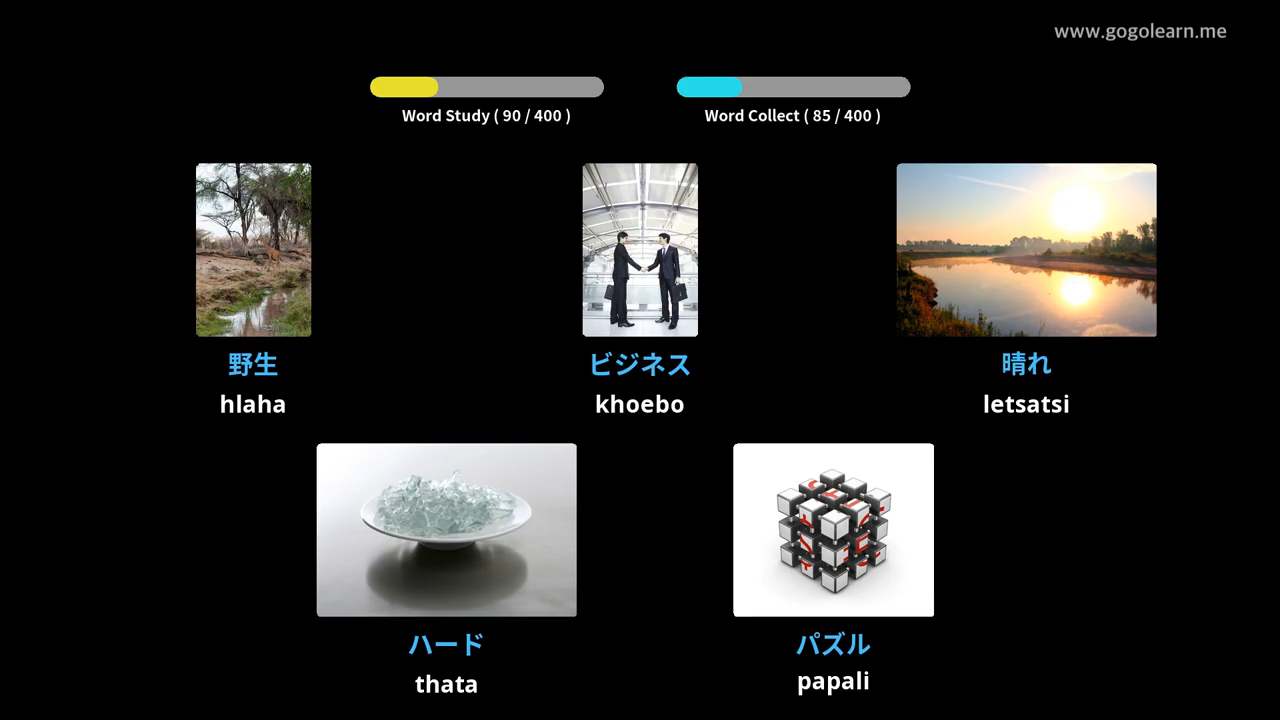 www.gogolearn.me
Word Study ( 90 / 400 )
Word Collect ( 85 / 400 )
野生
hlaha
ビジネス
khoebo
晴れ
letsatsi
ハード
thata
パズル
papali